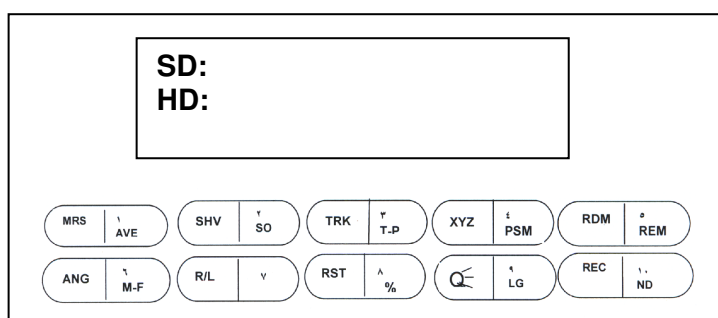 SD:
HD:
MRS ١ AVE SHV ٢ SO TRK ٣ T-P XYZ ٤ PSM RDM ٥ REM
ANG ٦ M-F R/L ٧ RST ٨ % ٩ LG REC ١٠ ND